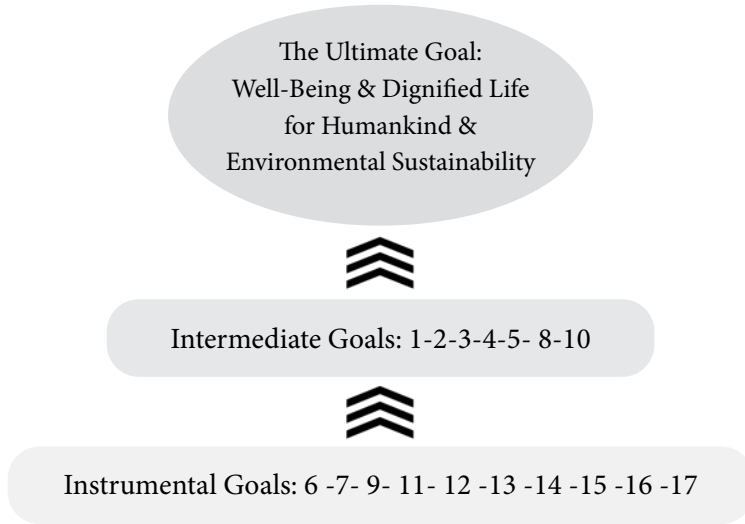 The Ultimate Goal:
Well-Being & Dignified Life
for Humankind &
Environmental Sustainability
Intermediate Goals: 1-2-3-4-5- 8-10
Instrumental Goals: 6 -7- 9- 11- 12 -13 -14 -15 -16 -17